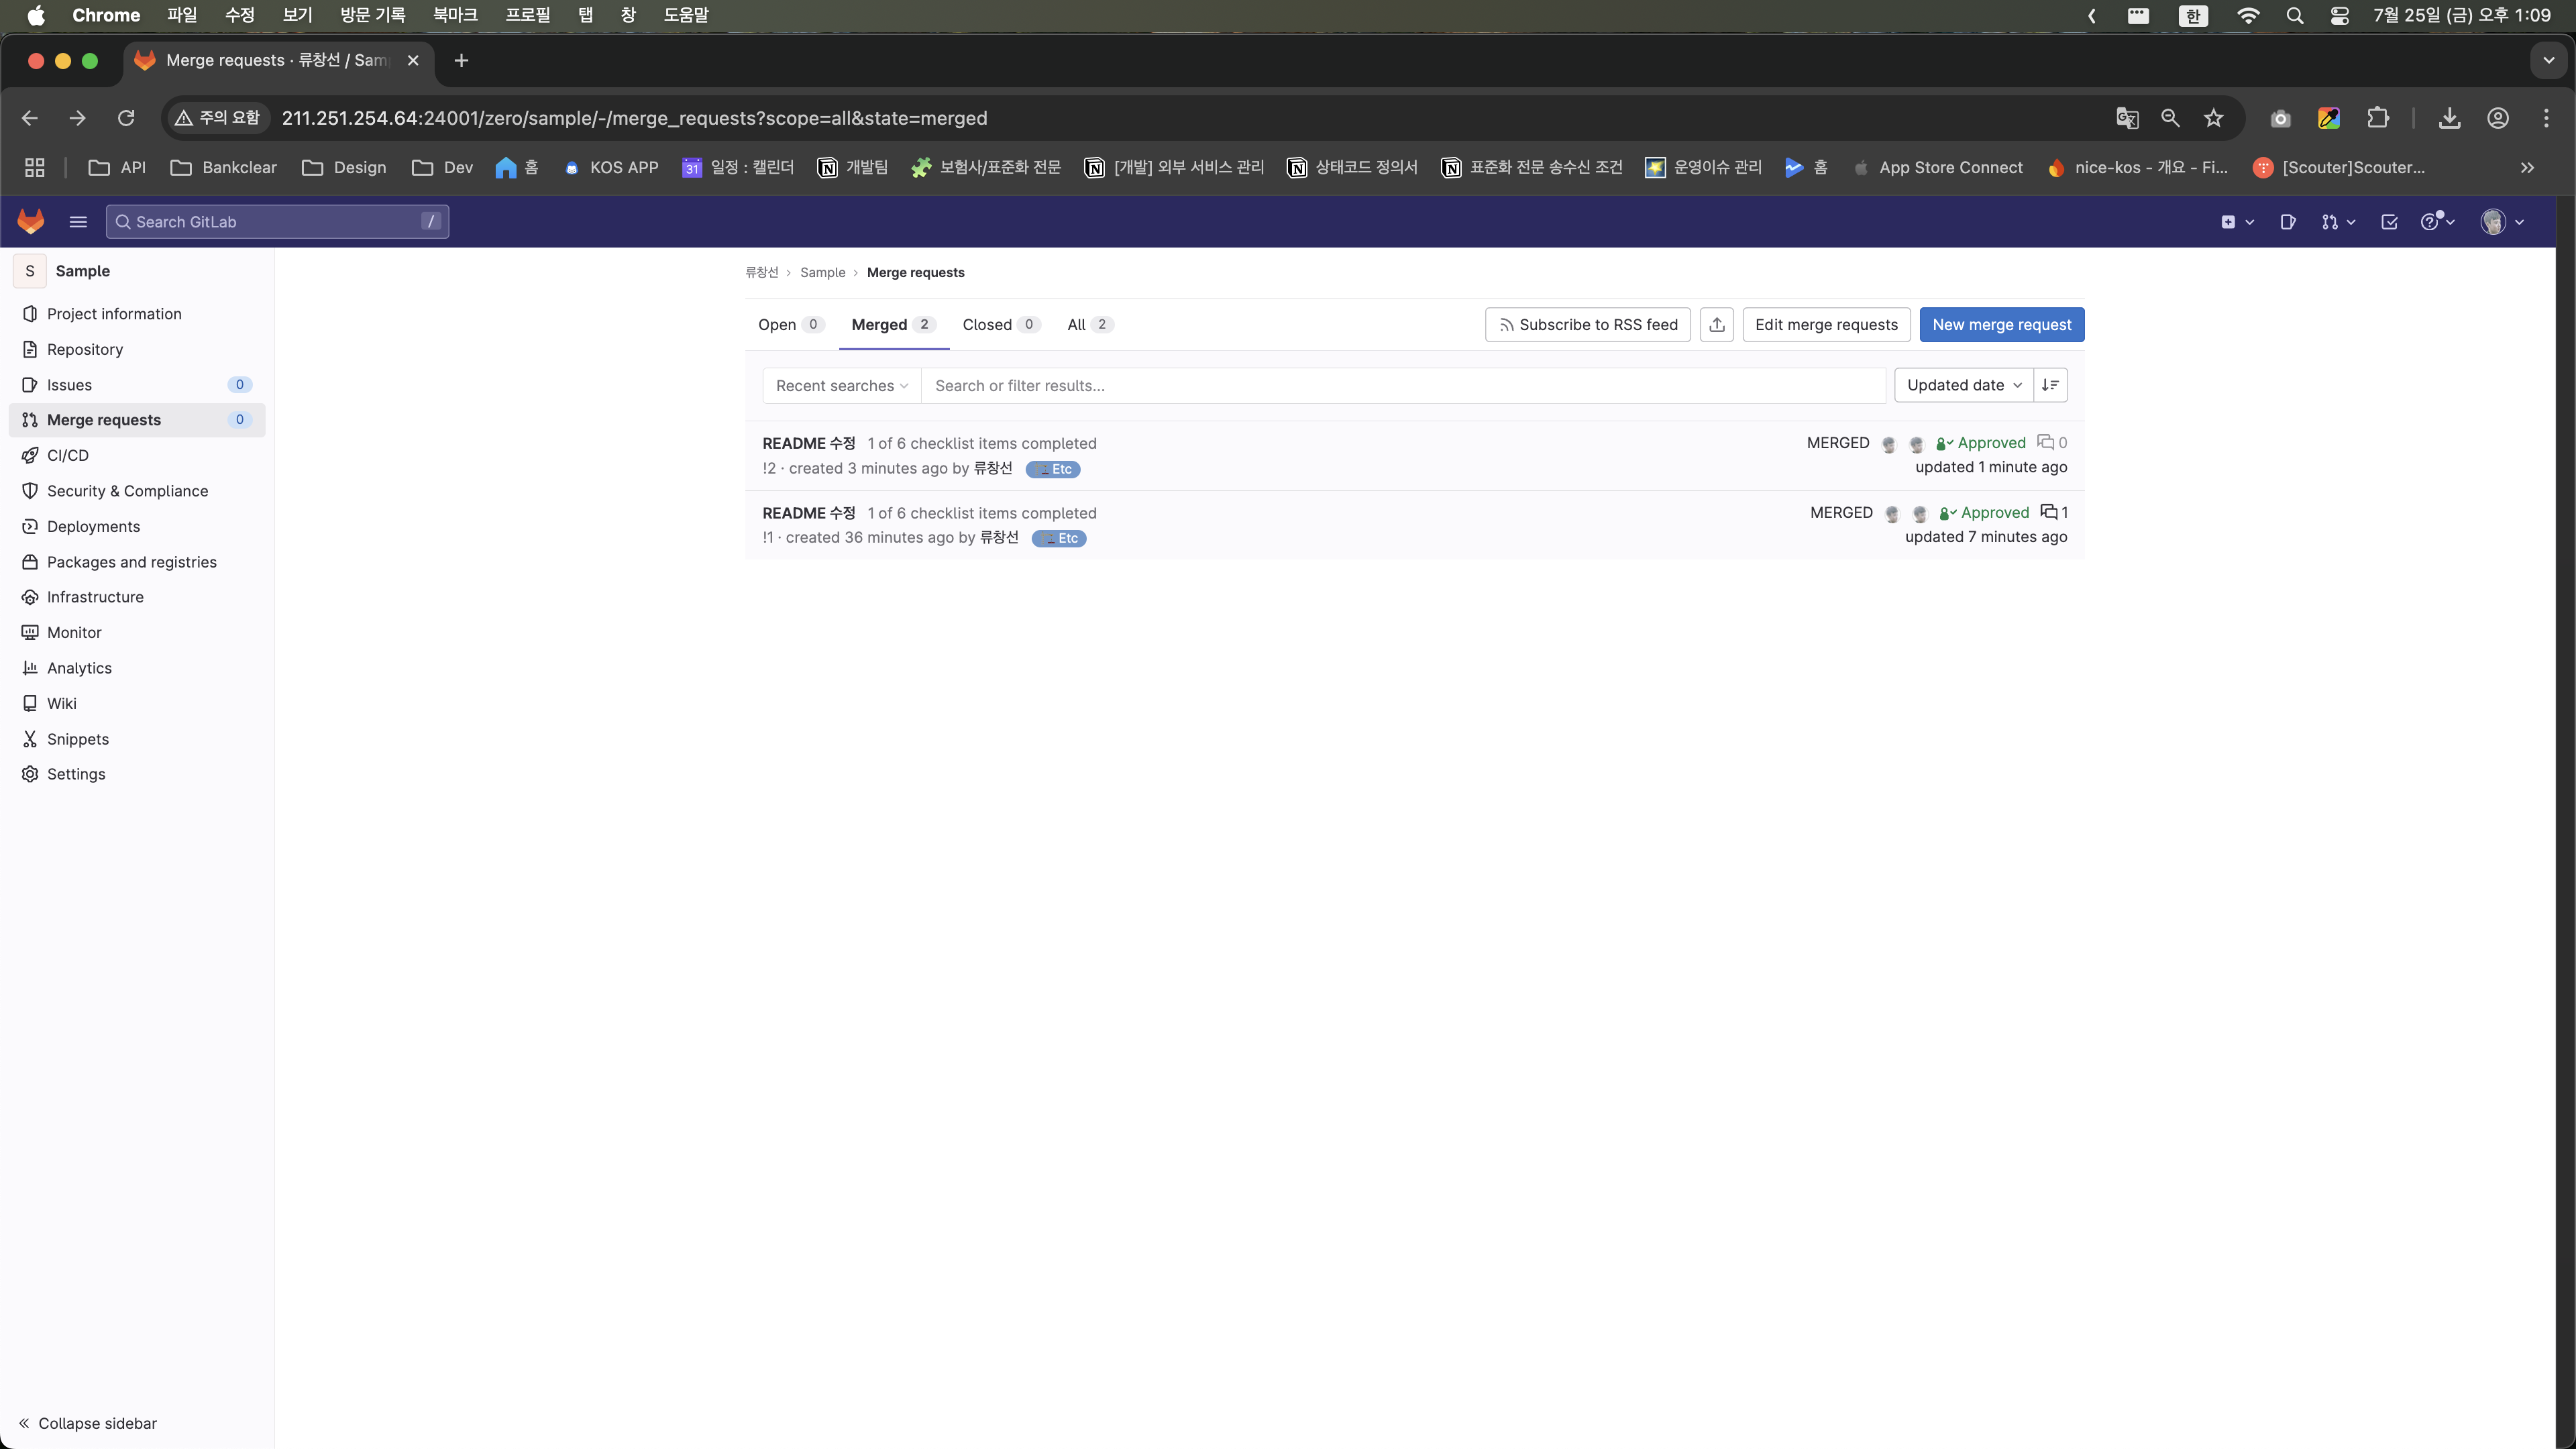 Chrome 파일 수정 보기 방문 기록 북마크 프로필 탭 창 도움말 한 7월 25일 (금) 오후 1:09
Merge requests · 류창선 / Sam
주의 요함 211.251.254.64:24001/zero/sample/-/merge_requests?scope=all&state=merged
API Bankclear Design Dev 홈 KOS APP 31 일정 : 캘린더 개발팀 보험사/표준화 전문 [개발] 외부 서비스 관리 상태코드 정의서 표준화 전문 송수신 조건 운영이슈 관리 홈 App Store Connect nice-kos - 개요 - Fi... [Scouter]Scouter...
Search GitLab /
S Sample
Project information
Repository
Issues 0
Merge requests 0
CI/CD
Security & Compliance
Deployments
Packages and registries
Infrastructure
Monitor
Analytics
Wiki
Snippets
Settings
Collapse sidebar
류창선 › Sample › Merge requests
Open 0 Merged 2 Closed 0 All 2 Subscribe to RSS feed Edit merge requests New merge request
Recent searches Search or filter results... Updated date
README 수정 1 of 6 checklist items completed MERGED Approved 0
!2 · created 3 minutes ago by 류창선 Etc updated 1 minute ago
README 수정 1 of 6 checklist items completed MERGED Approved 1
!1 · created 36 minutes ago by 류창선 Etc updated 7 minutes ago